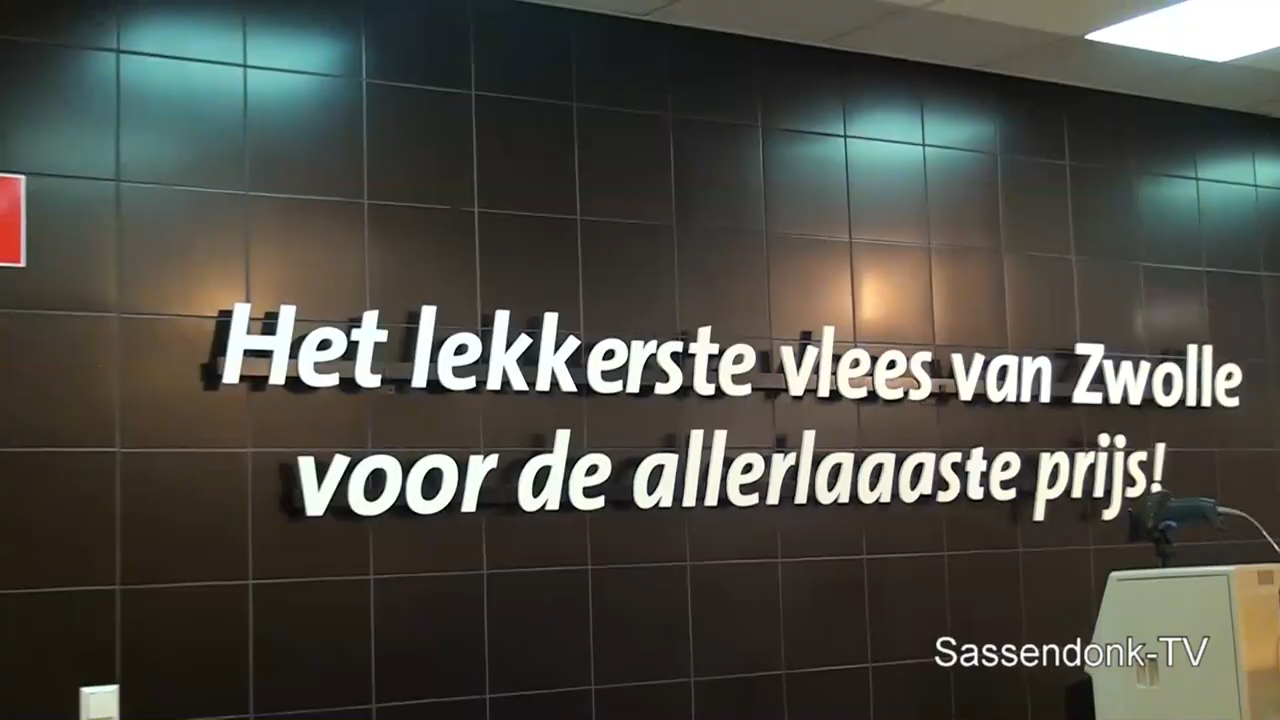 Het lekkerste vlees van Zwolle
voor de allerlaaaste prijs!
Sassendonk-TV